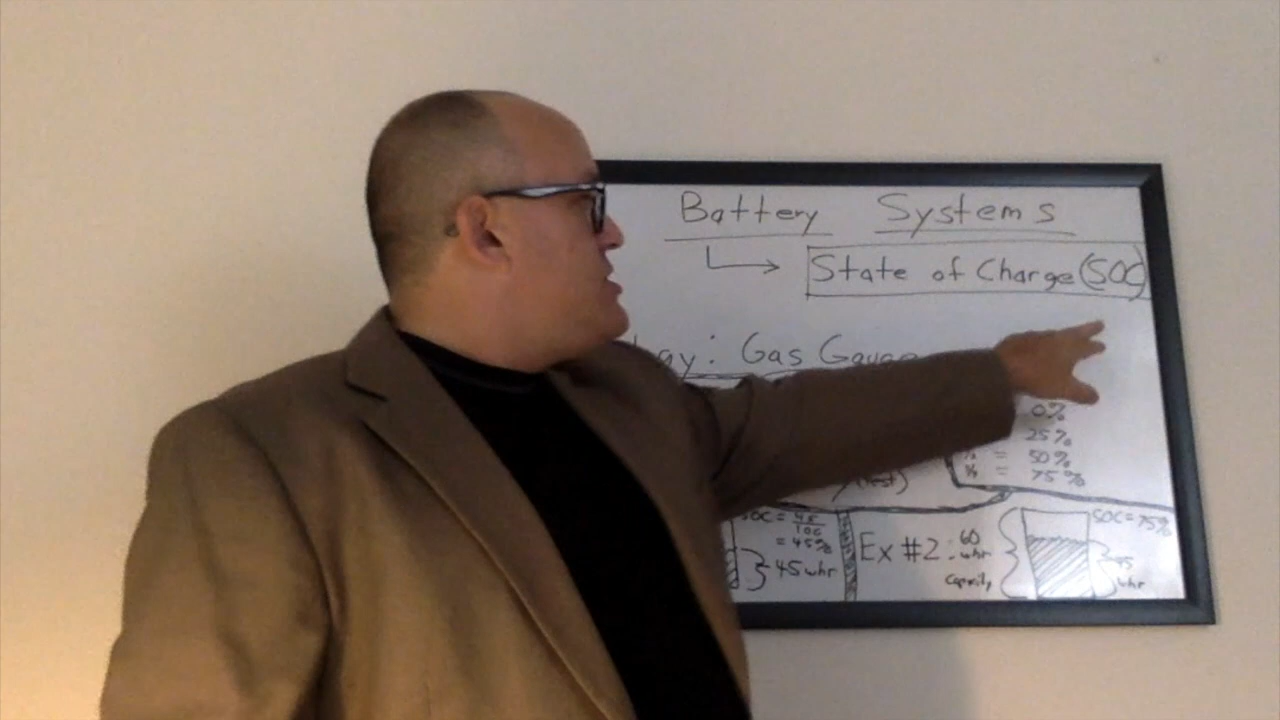 Battery Systems
State of Charge (SOC)
: Gas Gauge
0%
25%
= 50%
= 75%
(test)
SOC = 45/100
= 45%
45 whr
Ex #2
60 whr
capacity
SOC = 75%
45 whr